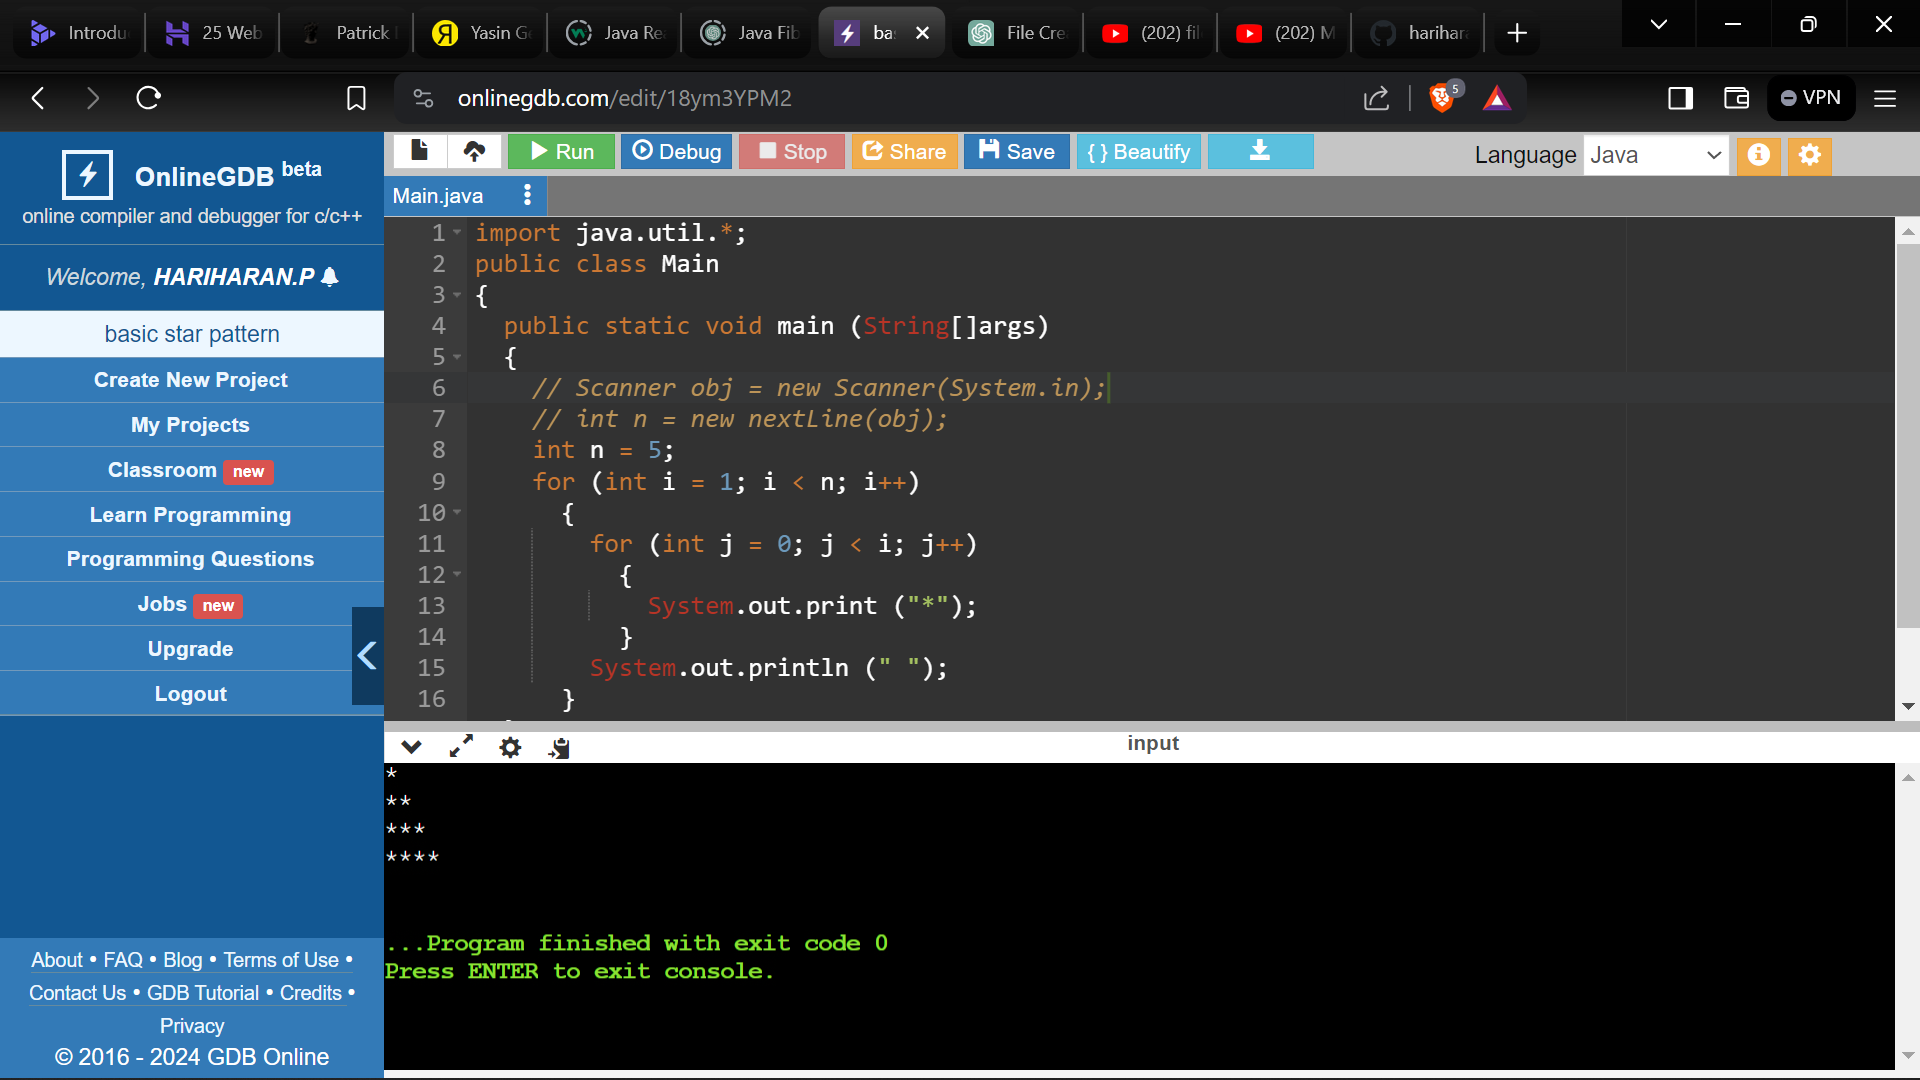 Introdu
25 Web
Patrick
Yasin G
Java Re
Java Fib
ba
File Cre
(202) fil
(202) M
harihar
onlinegdb.com/edit/18ym3YPM2
5
VPN
OnlineGDB beta
online compiler and debugger for c/c++
Welcome, HARIHARAN.P
basic star pattern
Create New Project
My Projects
Classroom new
Learn Programming
Programming Questions
Jobs new
Upgrade
Logout
About • FAQ • Blog • Terms of Use •
Contact Us • GDB Tutorial • Credits •
Privacy
© 2016 - 2024 GDB Online
Run Debug Stop Share Save { } Beautify
Language Java
Main.java
1 import java.util.*;
2 public class Main
3 {
4 public static void main (String[]args)
5 {
6 // Scanner obj = new Scanner(System.in);
7 // int n = new nextLine(obj);
8 int n = 5;
9 for (int i = 1; i < n; i++)
10 {
11 for (int j = 0; j < i; j++)
12 {
13 System.out.print ("*");
14 }
15 System.out.println (" ");
16 }
input
*
**
***
****
...Program finished with exit code 0
Press ENTER to exit console.